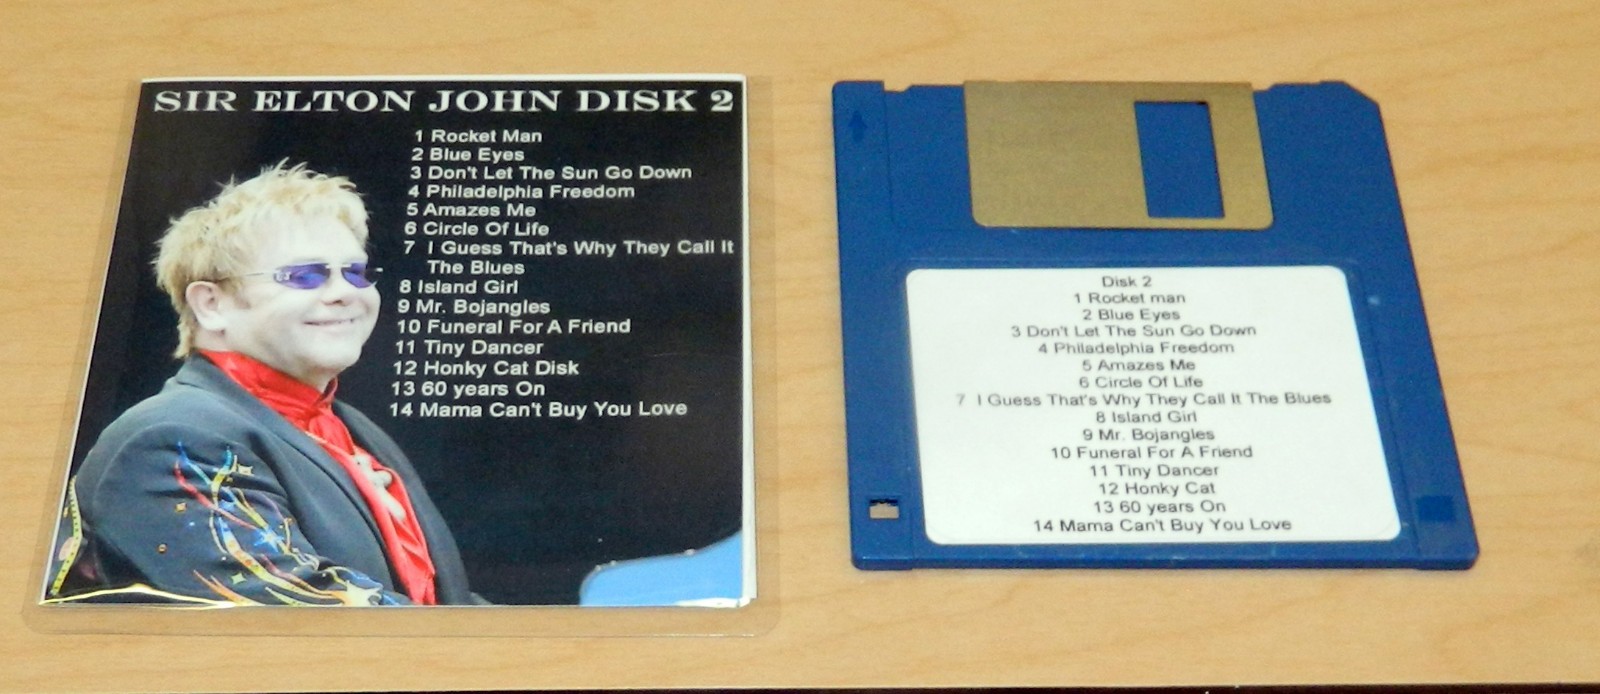 SIR ELTON JOHN DISK 2
1 Rocket Man
2 Blue Eyes
3 Don't Let The Sun Go Down
4 Philadelphia Freedom
5 Amazes Me
6 Circle Of Life
7 I Guess That's Why They Call It
The Blues
8 Island Girl
9 Mr. Bojangles
10 Funeral For A Friend
11 Tiny Dancer
12 Honky Cat Disk
13 60 years On
14 Mama Can't Buy You Love
Disk 2
1 Rocket man
2 Blue Eyes
3 Don't Let The Sun Go Down
4 Philadelphia Freedom
5 Amazes Me
6 Circle Of Life
7 I Guess That's Why They Call It The Blues
8 Island Girl
9 Mr. Bojangles
10 Funeral For A Friend
11 Tiny Dancer
12 Honky Cat
13 60 years On
14 Mama Can't Buy You Love